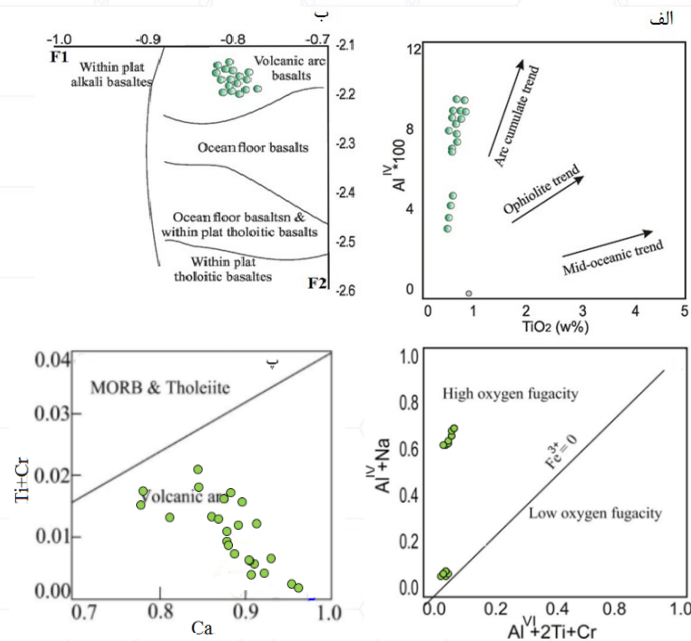 ب
-1.0 -0.9 -0.8 -0.7
F1
Within plat
alkali basaltes
Volcanic arc
basalts
Ocean floor basalts
Ocean floor basaltsn &
within plat tholoitic basalts
Within plat
tholoitic basaltes
F2
-2.1
-2.2
-2.3
-2.4
-2.5
-2.6
الف
12
8
4
0
Al IV *100
Arc cumulate trend
Ophiolite trend
Mid-oceanic trend
0 1 2 3 4 5
TiO2 (w%)
پ
0.04
0.03
0.02
0.01
0.00
Ti+Cr
MORB & Tholeiite
Volcanic arc
0.7 0.8 0.9 1.0
Ca
1.0
0.8
0.6
0.4
0.2
0.0
Al IV +Na
High oxygen fugacity
Fe 3+ = 0
Low oxygen fugacity
0.0 0.2 0.4 0.8 1.0
Al VI +2Ti+Cr